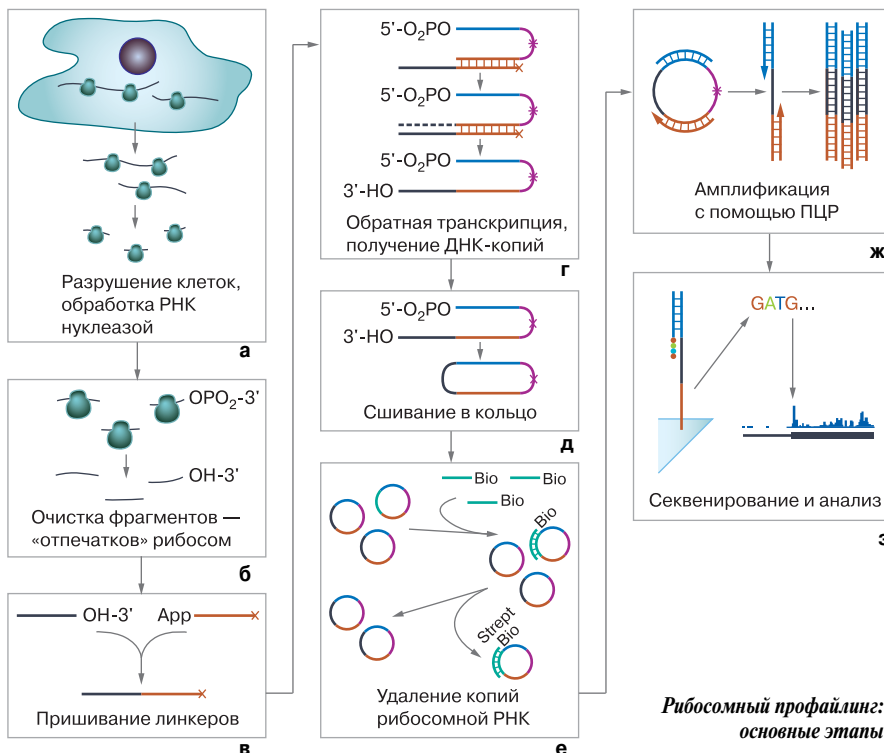 Разрушение клеток,
обработка РНК
нуклеазой
а
OPO₂-3'
OH-3'
Очистка фрагментов —
«отпечатков» рибосом
б
OH-3' App
Пришивание линкеров
в
5'-O₂PO
5'-O₂PO
5'-O₂PO
3'-HO
Обратная транскрипция,
получение ДНК-копий
г
5'-O₂PO
3'-HO
Сшивание в кольцо
д
Bio Bio
Bio
Bio
Strept
Bio
Удаление копий
рибосомной РНК
е
Амплификация
с помощью ПЦР
ж
GATG...
Секвенирование и анализ
з
Рибосомный профайлинг:
основные этапы